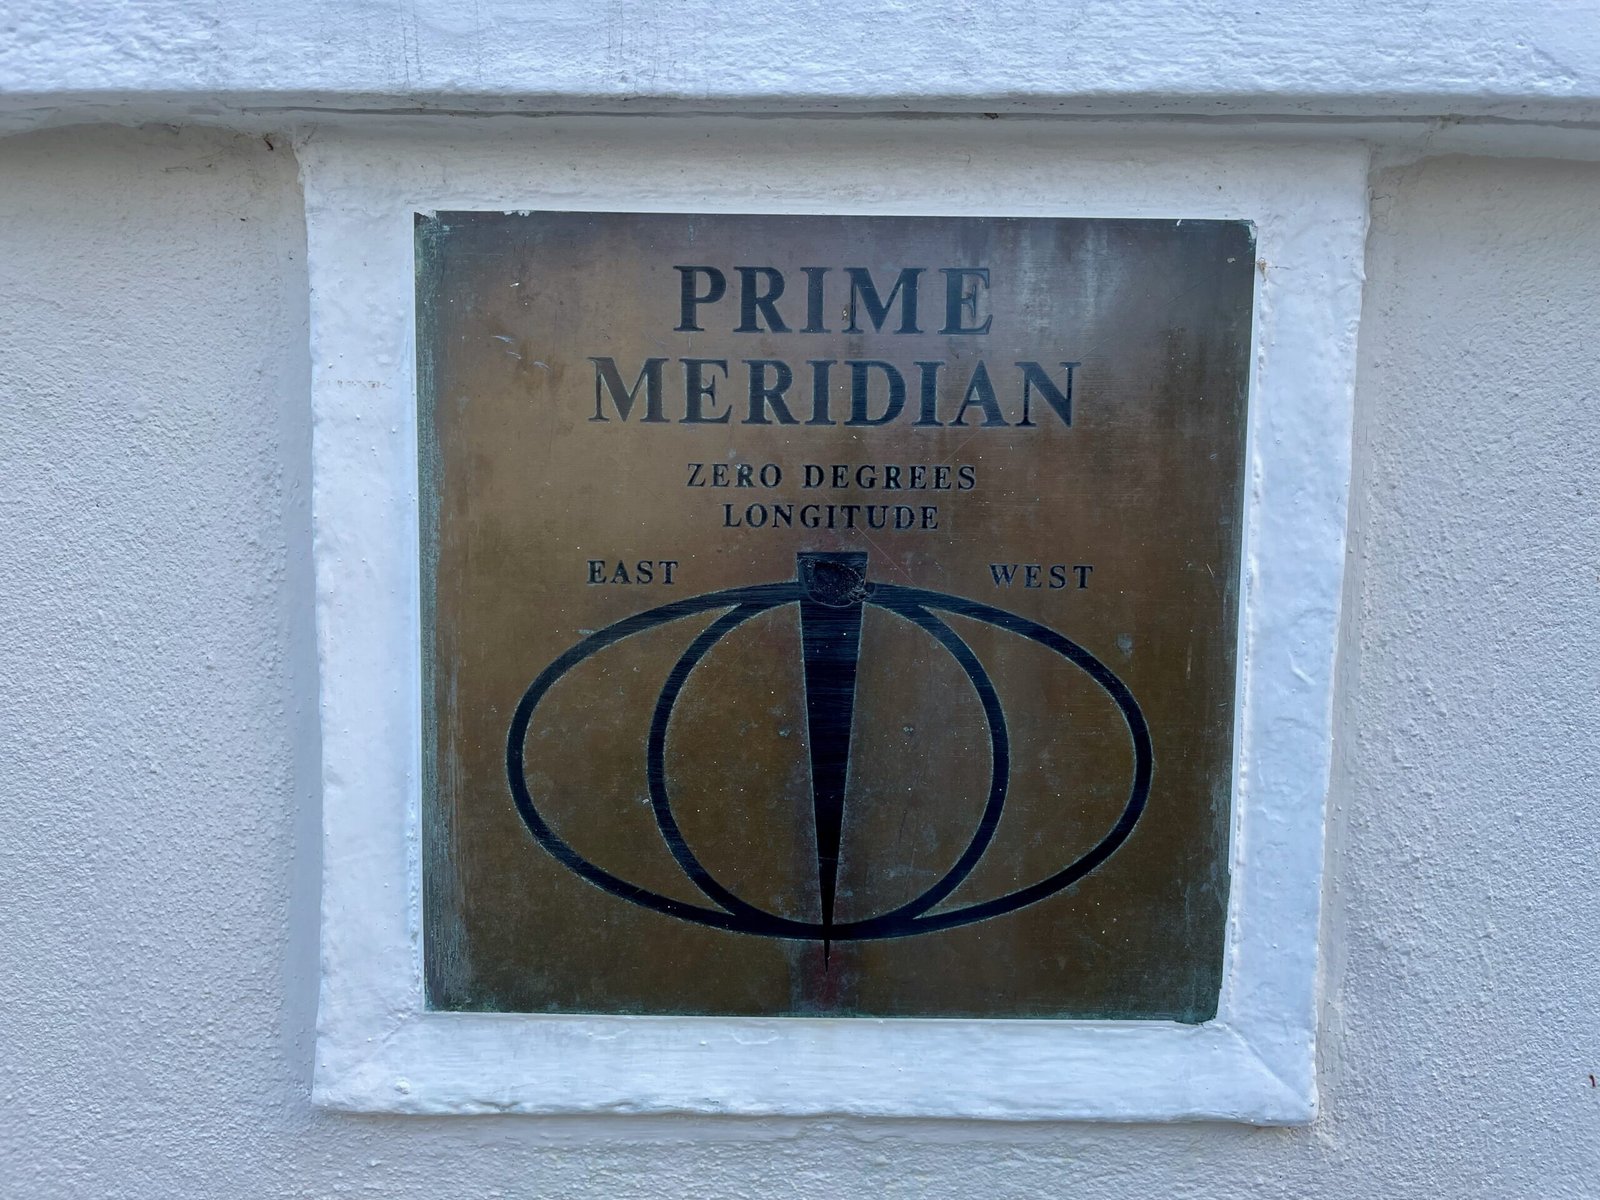 PRIME
MERIDIAN
ZERO DEGREES
LONGITUDE
EAST WEST